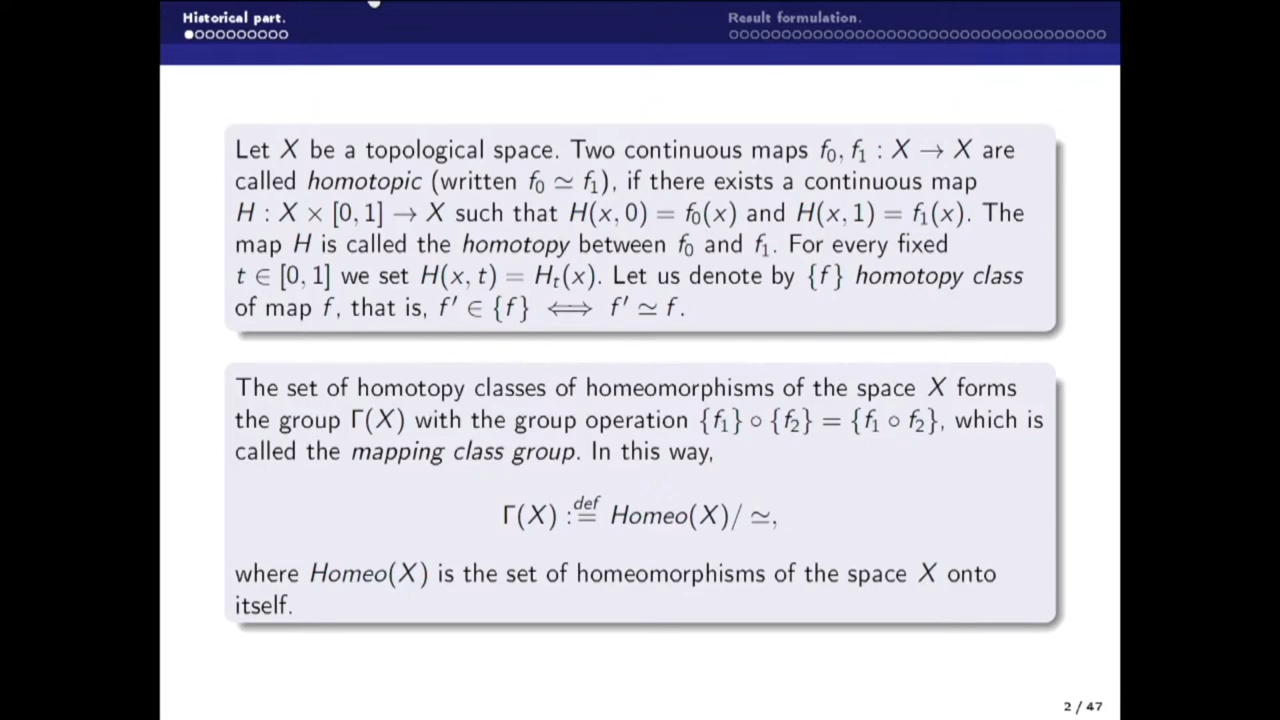 Historical part.
Result formulation.
Let X be a topological space. Two continuous maps f₀, f₁ : X → X are
called homotopic (written f₀ ≃ f₁), if there exists a continuous map
H : X × [0, 1] → X such that H(x, 0) = f₀(x) and H(x, 1) = f₁(x). The
map H is called the homotopy between f₀ and f₁. For every fixed
t ∈ [0, 1] we set H(x, t) = Hₜ(x). Let us denote by {f} homotopy class
of map f, that is, f′ ∈ {f} ⟺ f′ ≃ f.
The set of homotopy classes of homeomorphisms of the space X forms
the group Γ(X) with the group operation {f₁} ∘ {f₂} = {f₁ ∘ f₂}, which is
called the mapping class group. In this way,
Γ(X) :≝ Homeo(X)/ ≃,
where Homeo(X) is the set of homeomorphisms of the space X onto
itself.
2 / 47